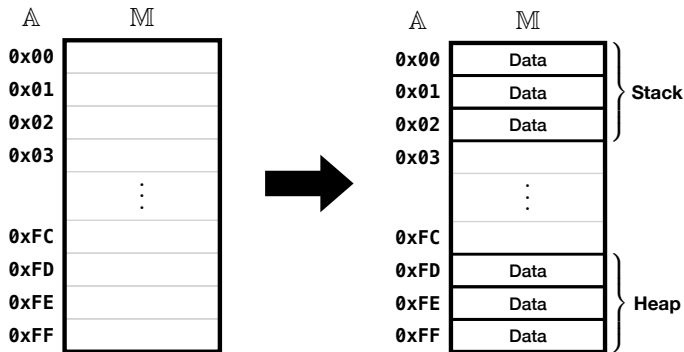 𝔸 𝕄
0x00
0x01
0x02
0x03
⋮
0xFC
0xFD
0xFE
0xFF
𝔸 𝕄
0x00 Data
0x01 Data Stack
0x02 Data
0x03
⋮
0xFC
0xFD Data
0xFE Data Heap
0xFF Data